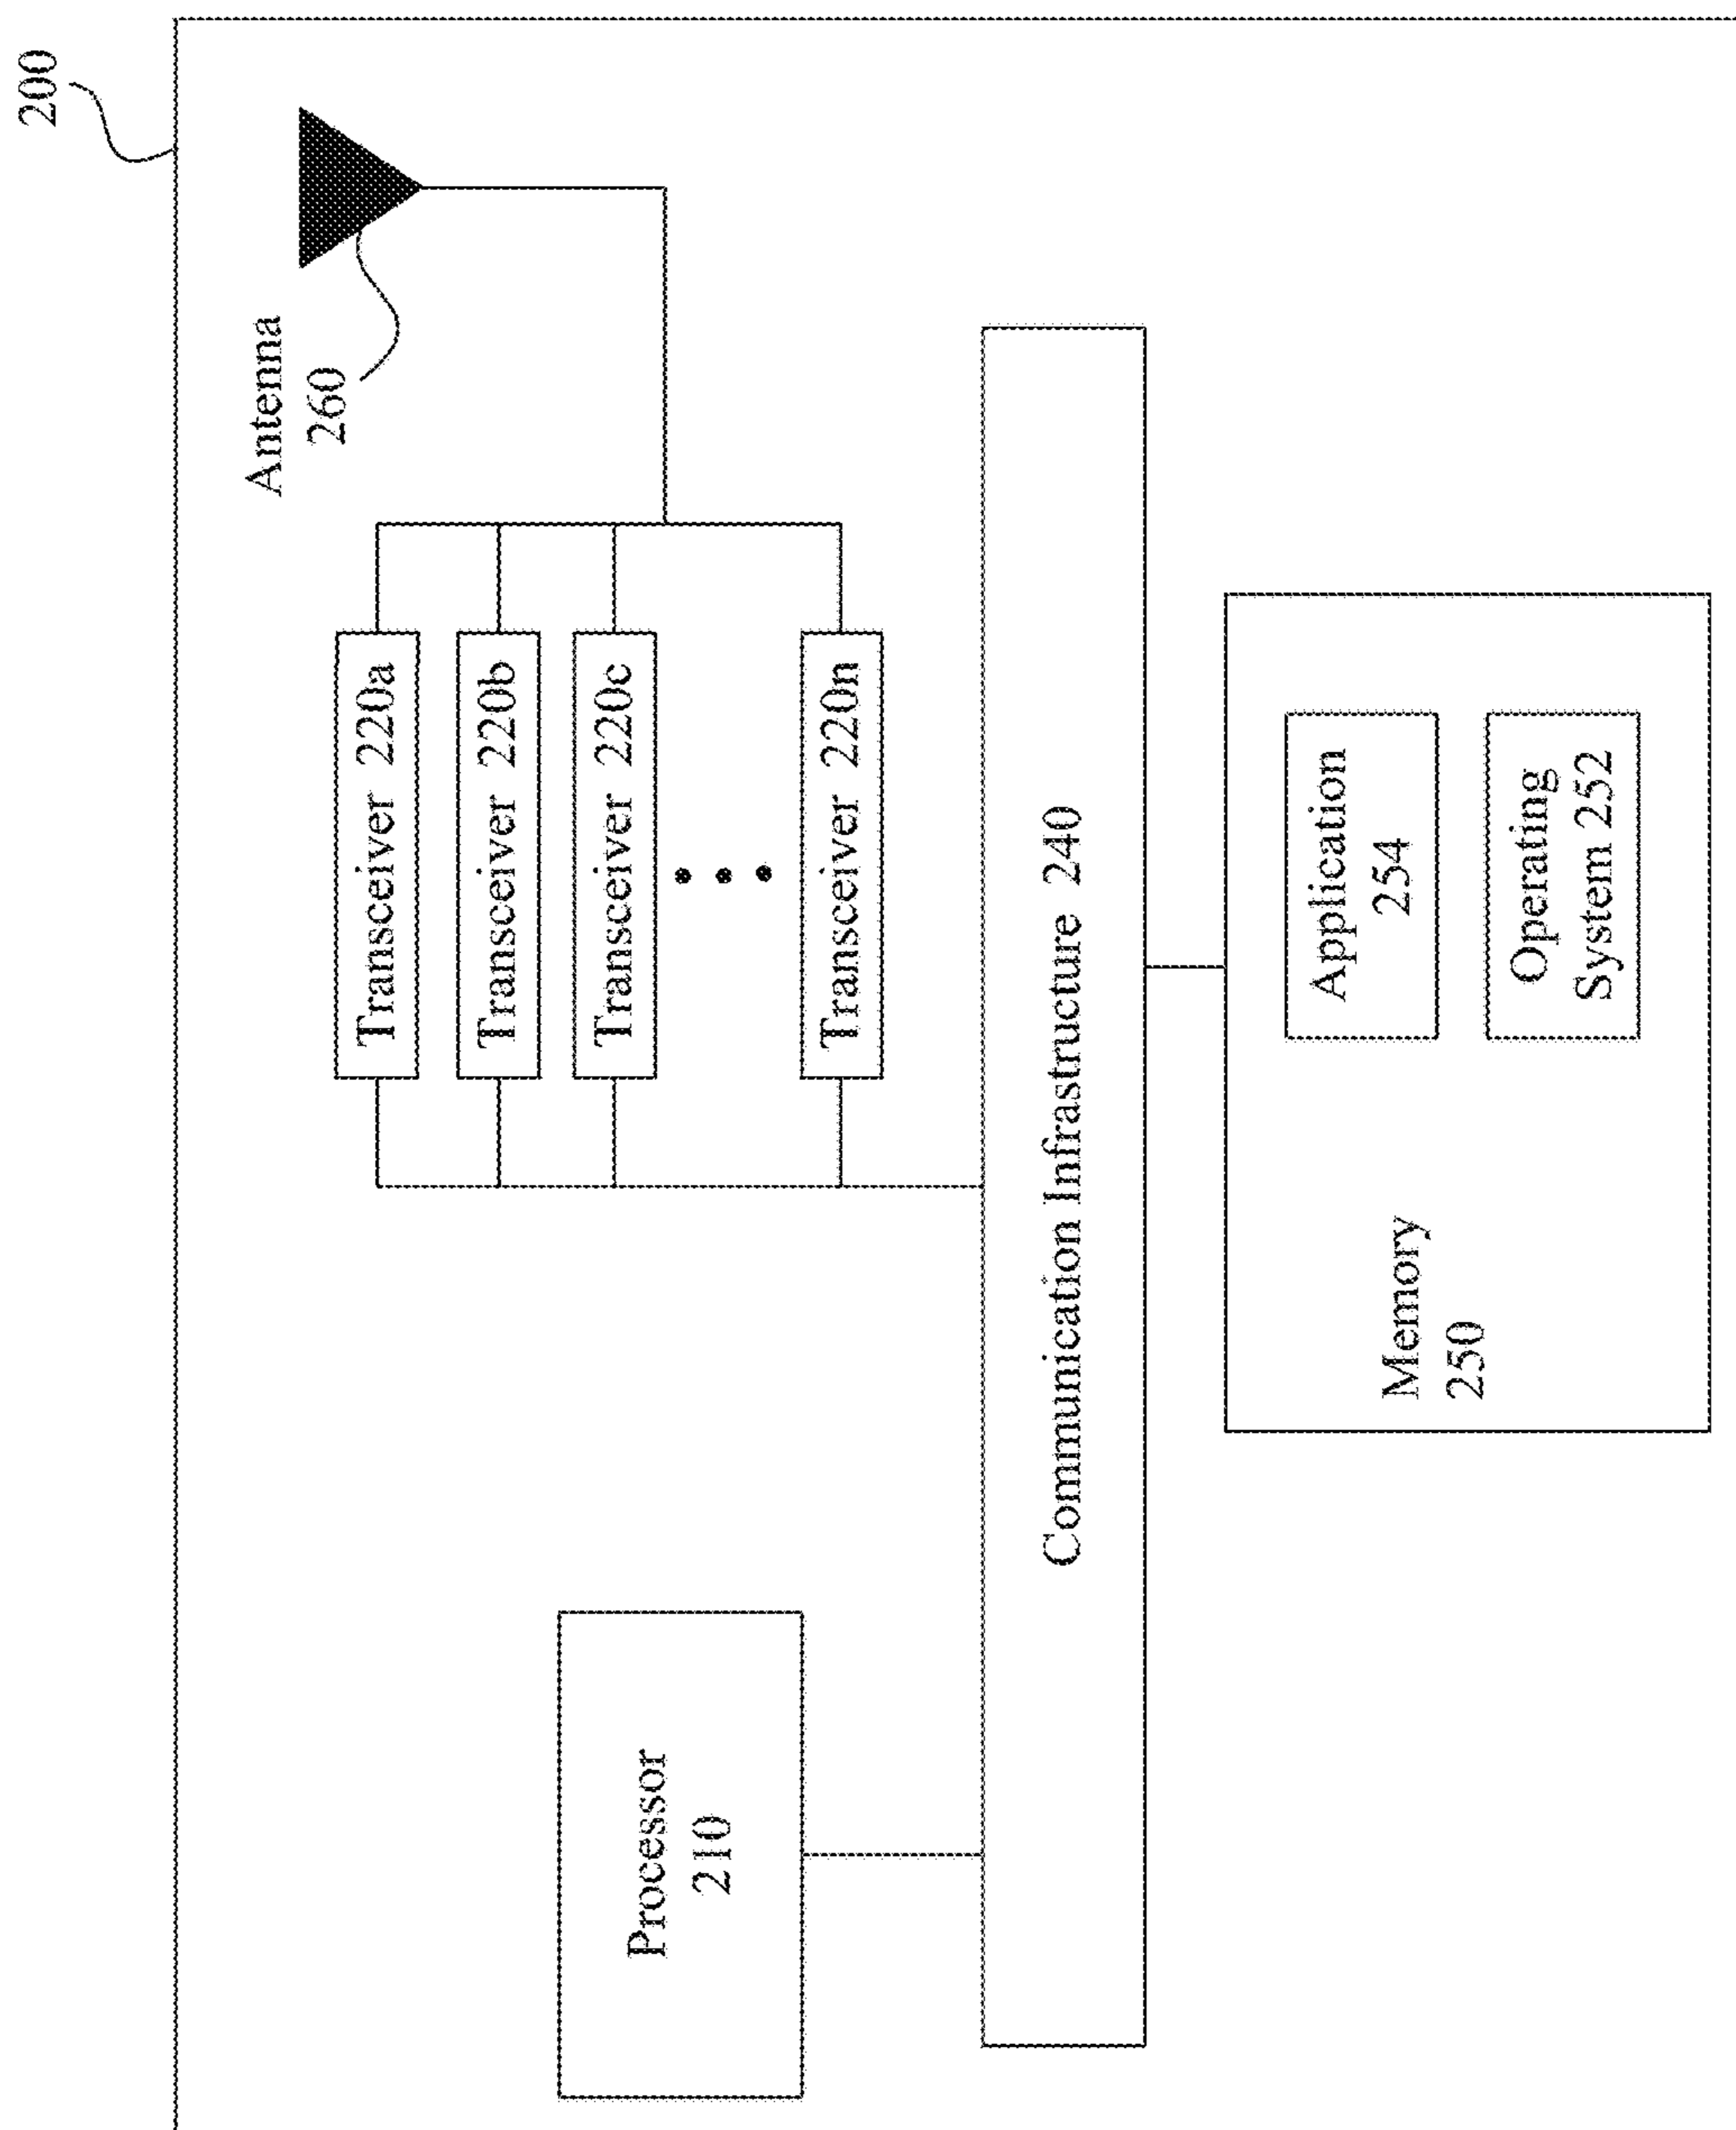 200
Antenna
260
Transceiver 220a
Transceiver 220b
Transceiver 220c
Transceiver 220n
Processor
210
Communication Infrastructure 240
Memory
250
Application
254
Operating
System 252